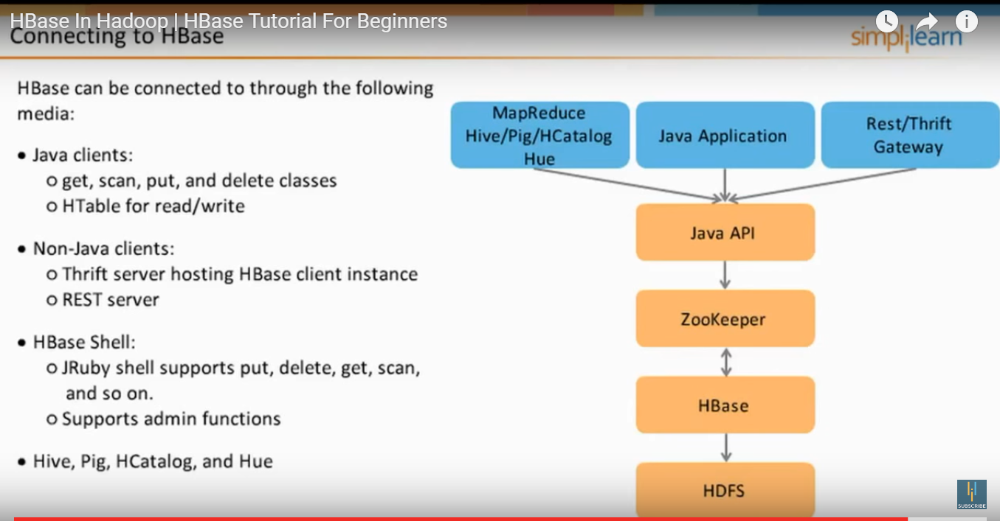 HBase In Hadoop | HBase Tutorial For Beginners
Connecting to HBase
simplilearn
HBase can be connected to through the following
media:
• Java clients:
o get, scan, put, and delete classes
o HTable for read/write
• Non-Java clients:
o Thrift server hosting HBase client instance
o REST server
• HBase Shell:
o JRuby shell supports put, delete, get, scan,
and so on.
o Supports admin functions
• Hive, Pig, HCatalog, and Hue
MapReduce
Hive/Pig/HCatalog
Hue
Java Application
Rest/Thrift
Gateway
Java API
ZooKeeper
HBase
HDFS
SUBSCRIBE